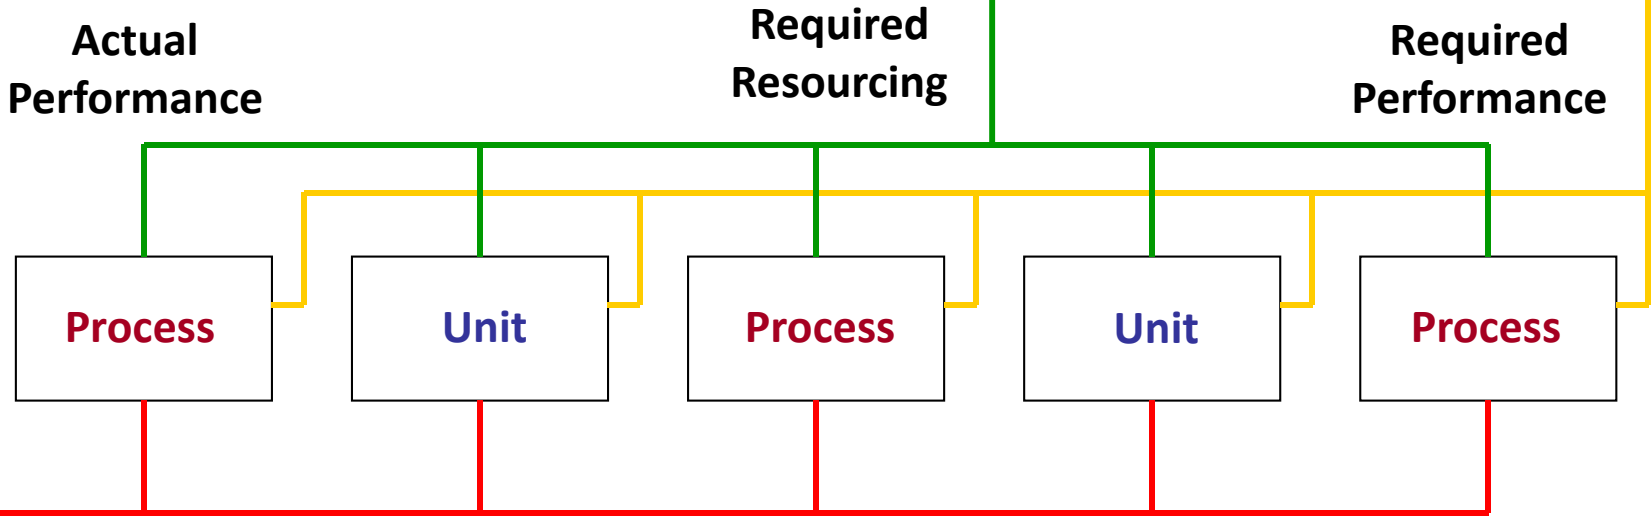 Actual
Performance
Required
Resourcing
Required
Performance
Process
Unit
Process
Unit
Process